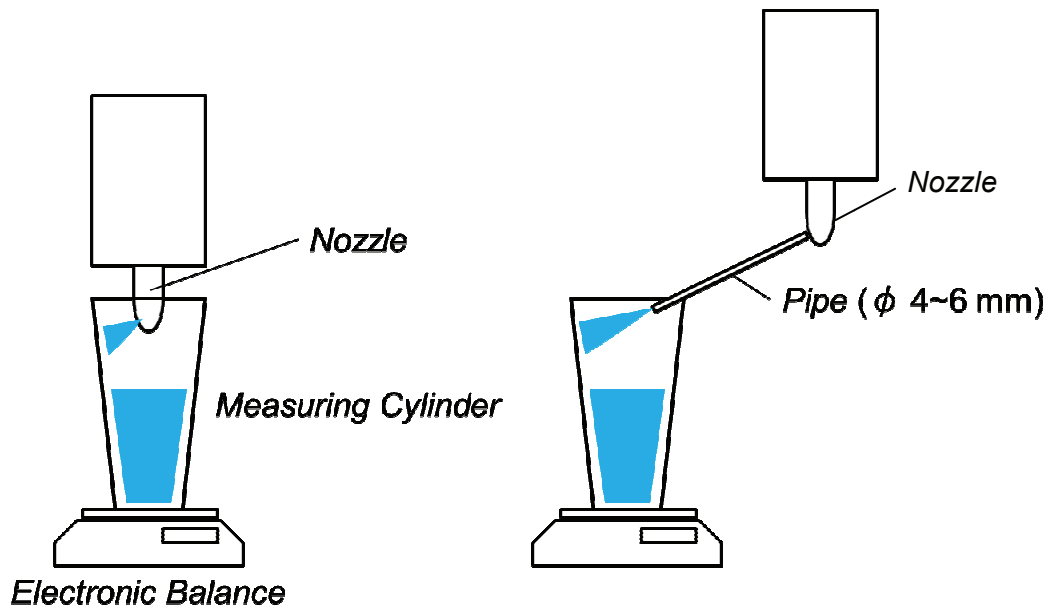 Nozzle
Nozzle
Pipe (ϕ 4~6 mm)
Measuring Cylinder
Electronic Balance